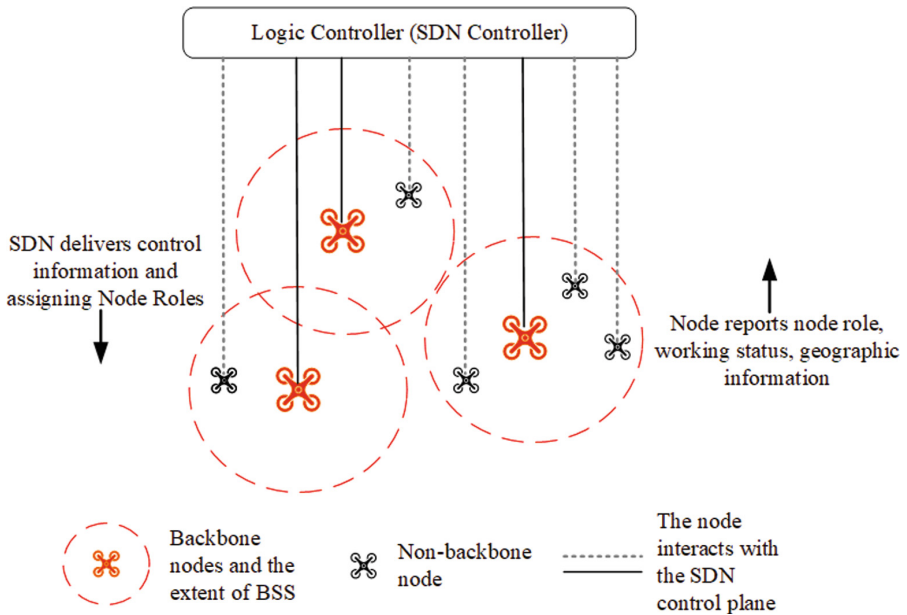 Logic Controller (SDN Controller)
SDN delivers control
information and
assigning Node Roles
Node reports node role,
working status, geographic
information
Backbone
nodes and the
extent of BSS
Non-backbone
node
The node
interacts with
the SDN
control plane